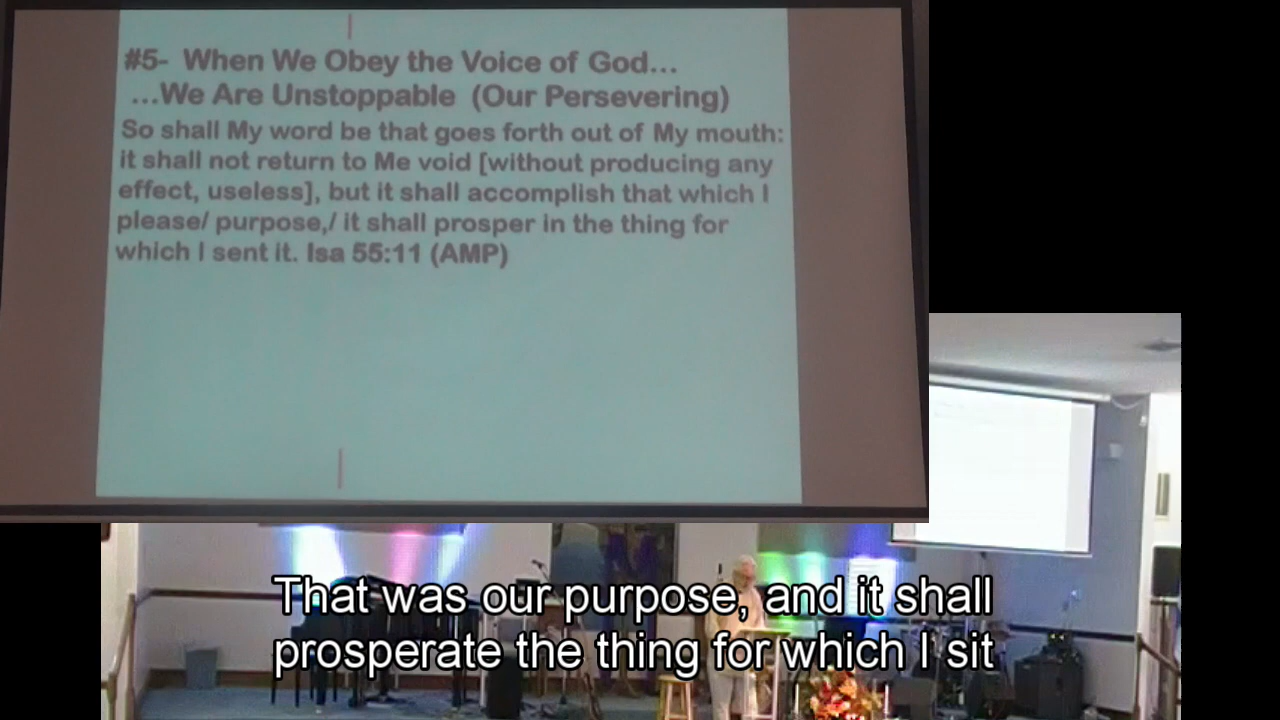 #5- When We Obey the Voice of God...
...We Are Unstoppable (Our Persevering)
So shall My word be that goes forth out of My mouth:
it shall not return to Me void [without producing any
effect, useless], but it shall accomplish that which I
please/ purpose,/ it shall prosper in the thing for
which I sent it. Isa 55:11 (AMP)
That was our purpose, and it shall
prosperate the thing for which I sit